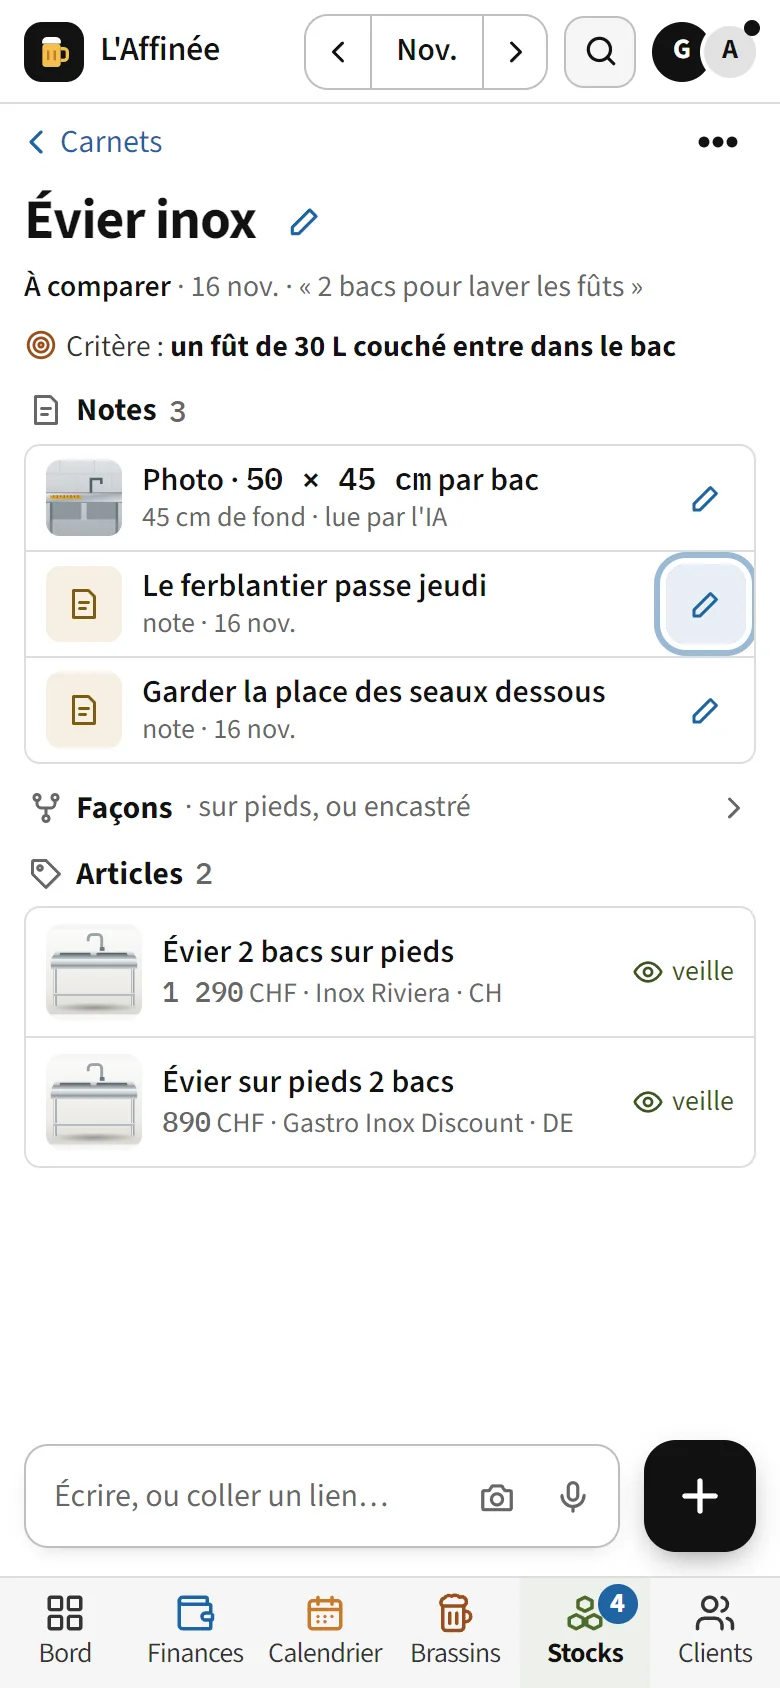 L'Affinée
Nov.
G
A
Carnets
Évier inox
À comparer · 16 nov. · « 2 bacs pour laver les fûts »
Critère : un fût de 30 L couché entre dans le bac
Notes 3
Photo · 50 × 45 cm par bac
45 cm de fond · lue par l'IA
Le ferblantier passe jeudi
note · 16 nov.
Garder la place des seaux dessous
note · 16 nov.
Façons · sur pieds, ou encastré
Articles 2
Évier 2 bacs sur pieds
1 290 CHF · Inox Riviera · CH
veille
Évier sur pieds 2 bacs
890 CHF · Gastro Inox Discount · DE
veille
Écrire, ou coller un lien…
4
Bord
Finances
Calendrier
Brassins
Stocks
Clients